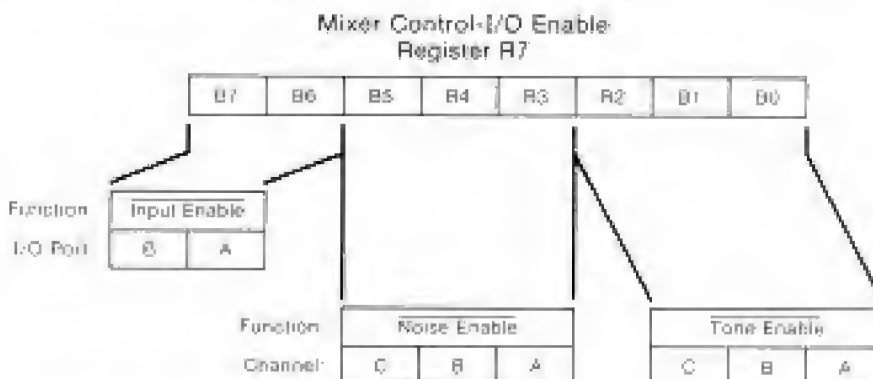 Mixer Control-I/O Enable
Register R7
B7 B6 B5 B4 B3 B2 B1 B0
Function Input Enable
I/O Port B A
Function Noise Enable Tone Enable
Channel: C B A C B A